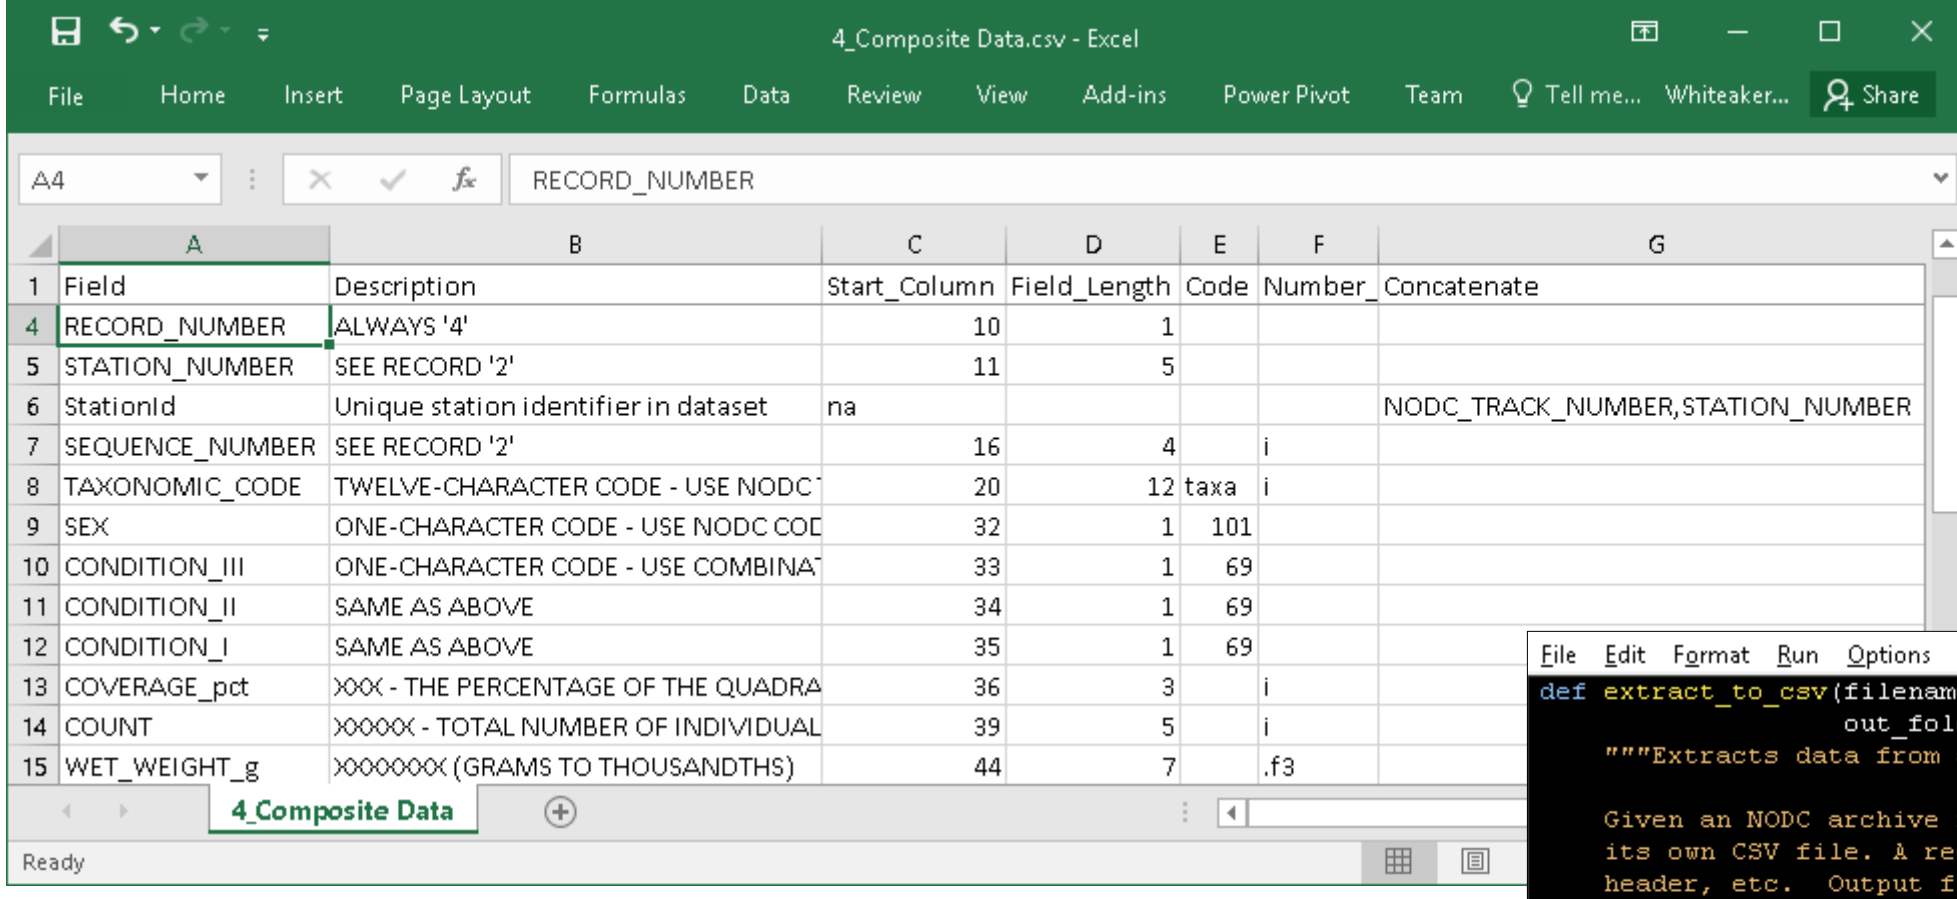 4_Composite Data.csv - Excel
File Home Insert Page Layout Formulas Data Review View Add-ins Power Pivot Team Tell me... Whiteaker... Share
A4 fx RECORD_NUMBER
A B C D E F G
1 Field Description Start_Column Field_Length Code Number_ Concatenate
4 RECORD_NUMBER ALWAYS '4' 10 1
5 STATION_NUMBER SEE RECORD '2' 11 5
6 StationId Unique station identifier in dataset na NODC_TRACK_NUMBER,STATION_NUMBER
7 SEQUENCE_NUMBER SEE RECORD '2' 16 4 i
8 TAXONOMIC_CODE TWELVE-CHARACTER CODE - USE NODC 20 12 taxa i
9 SEX ONE-CHARACTER CODE - USE NODC COD 32 1 101
10 CONDITION_III ONE-CHARACTER CODE - USE COMBINAT 33 1 69
11 CONDITION_II SAME AS ABOVE 34 1 69
12 CONDITION_I SAME AS ABOVE 35 1 69
13 COVERAGE_pct XXX - THE PERCENTAGE OF THE QUADRA 36 3 i
14 COUNT XXXXX - TOTAL NUMBER OF INDIVIDUAL 39 5 i
15 WET_WEIGHT_g XXXXXXX (GRAMS TO THOUSANDTHS) 44 7 .f3
4_Composite Data
Ready
File Edit Format Run Options
def extract_to_csv(filenam
out_fol
"""Extracts data from
Given an NODC archive
its own CSV file. A re
header, etc. Output f